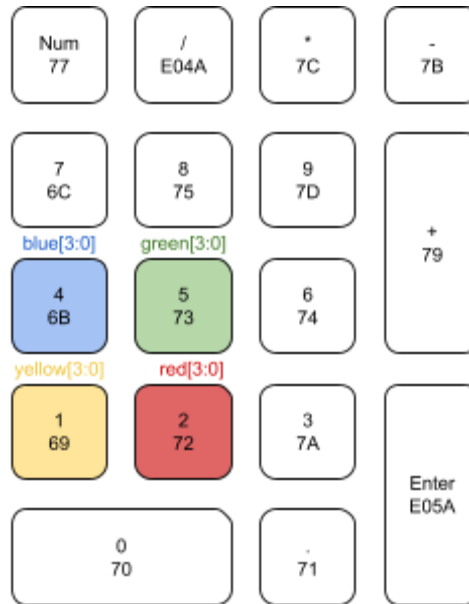 Num
77
/
E04A
*
7C
-
7B
7
6C
8
75
9
7D
+
79
blue[3:0]
green[3:0]
4
6B
5
73
6
74
yellow[3:0]
red[3:0]
1
69
2
72
3
7A
Enter
E05A
0
70
.
71